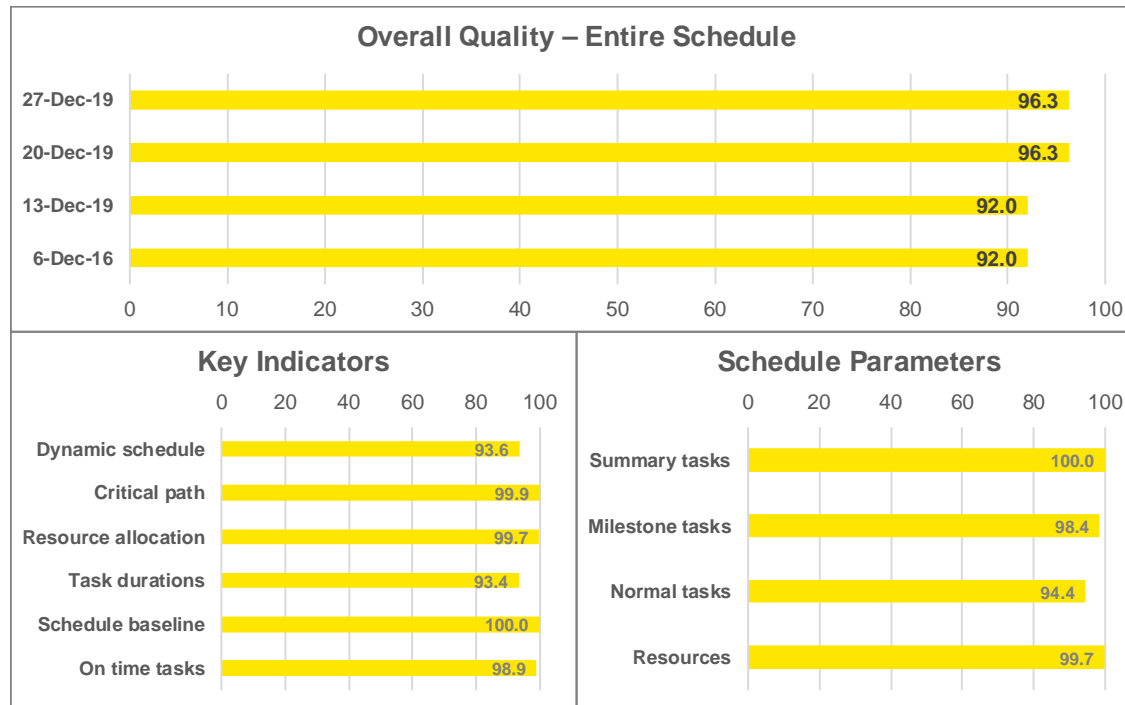 Overall Quality – Entire Schedule
27-Dec-19
96.3
20-Dec-19
96.3
13-Dec-19
92.0
6-Dec-16
92.0
0 10 20 30 40 50 60 70 80 90 100
Key Indicators
0 20 40 60 80 100
Dynamic schedule
93.6
Critical path
99.9
Resource allocation
99.7
Task durations
93.4
Schedule baseline
100.0
On time tasks
98.9
Schedule Parameters
0 20 40 60 80 100
Summary tasks
100.0
Milestone tasks
98.4
Normal tasks
94.4
Resources
99.7